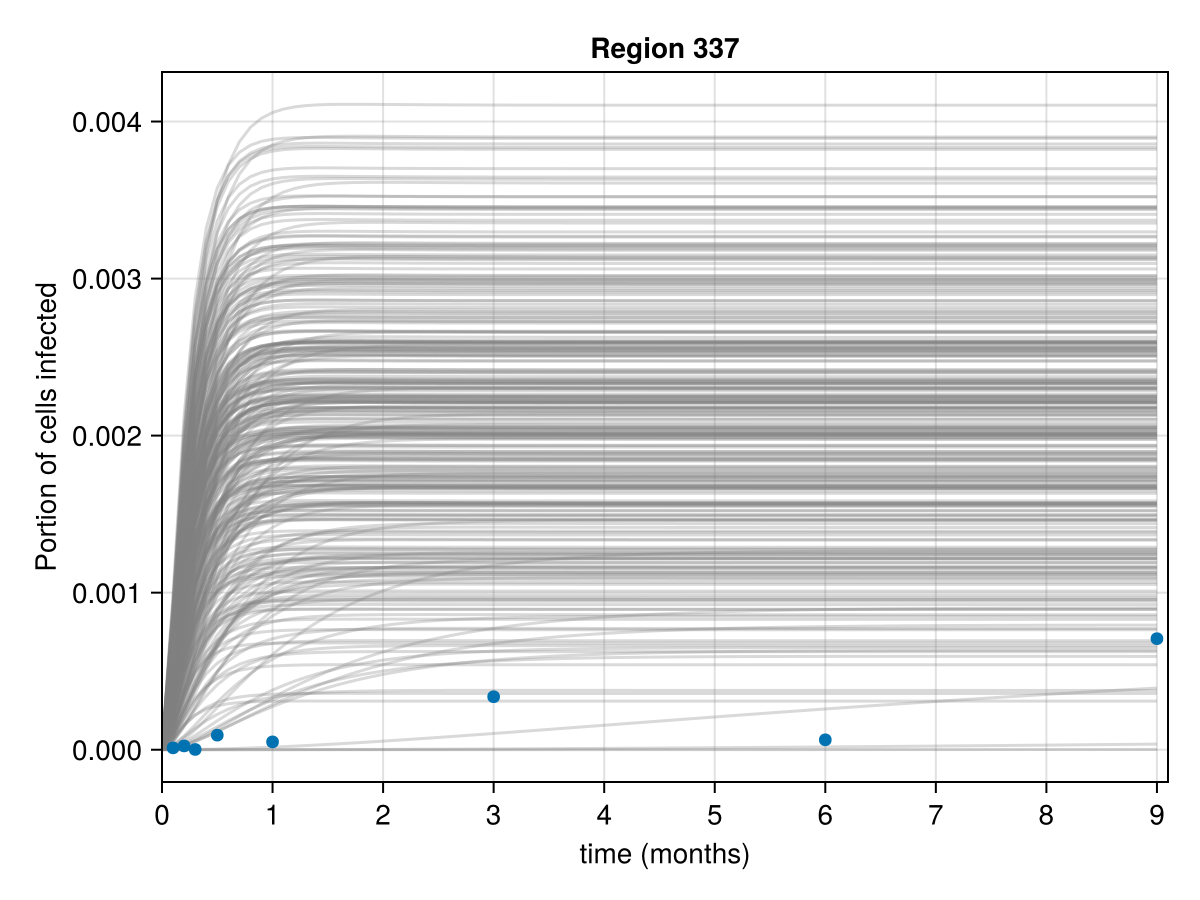 Region 337
0.004
0.003
0.002
0.001
0.000
Portion of cells infected
0 1 2 3 4 5 6 7 8 9
time (months)